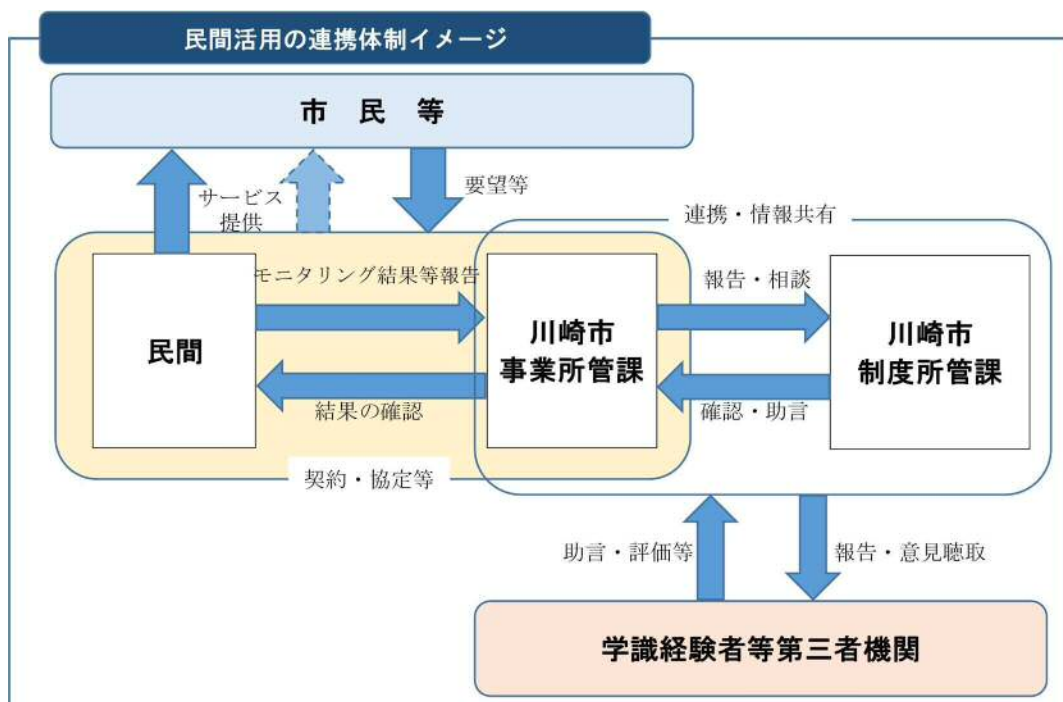 民間活用の連携体制イメージ
市 民 等
サービス
提供
要望等
連携・情報共有
モニタリング結果等報告
報告・相談
民間
川崎市
事業所管課
川崎市
制度所管課
結果の確認
確認・助言
契約・協定等
助言・評価等
報告・意見聴取
学識経験者等第三者機関